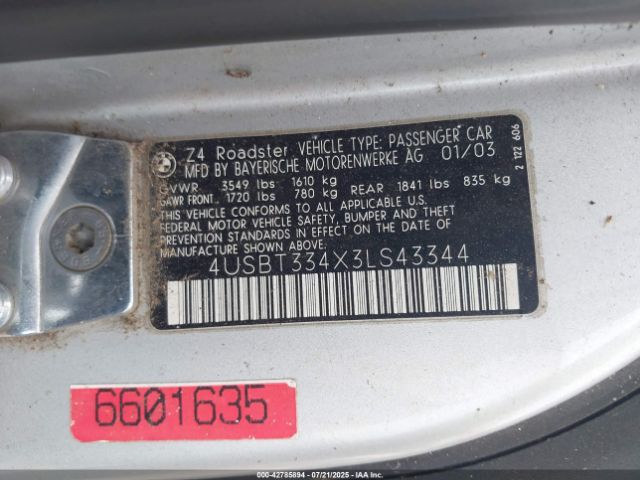 Z4 Roadster VEHICLE TYPE: PASSENGER CAR
MFD BY BAYERISCHE MOTORENWERKE AG 01/03
GVWR 3549 lbs 1610 kg
GAWR FRONT 1720 lbs 780 kg REAR 1841 lbs 835 kg
THIS VEHICLE CONFORMS TO ALL APPLICABLE U.S.
FEDERAL MOTOR VEHICLE SAFETY, BUMPER AND THEFT
PREVENTION STANDARDS IN EFFECT ON THE DATE OF
MANUFACTURE SHOWN ABOVE.
4USBT334X3LS43344
2 122 606
6601635
000-42785894 07/21/2025 IAAI.COM